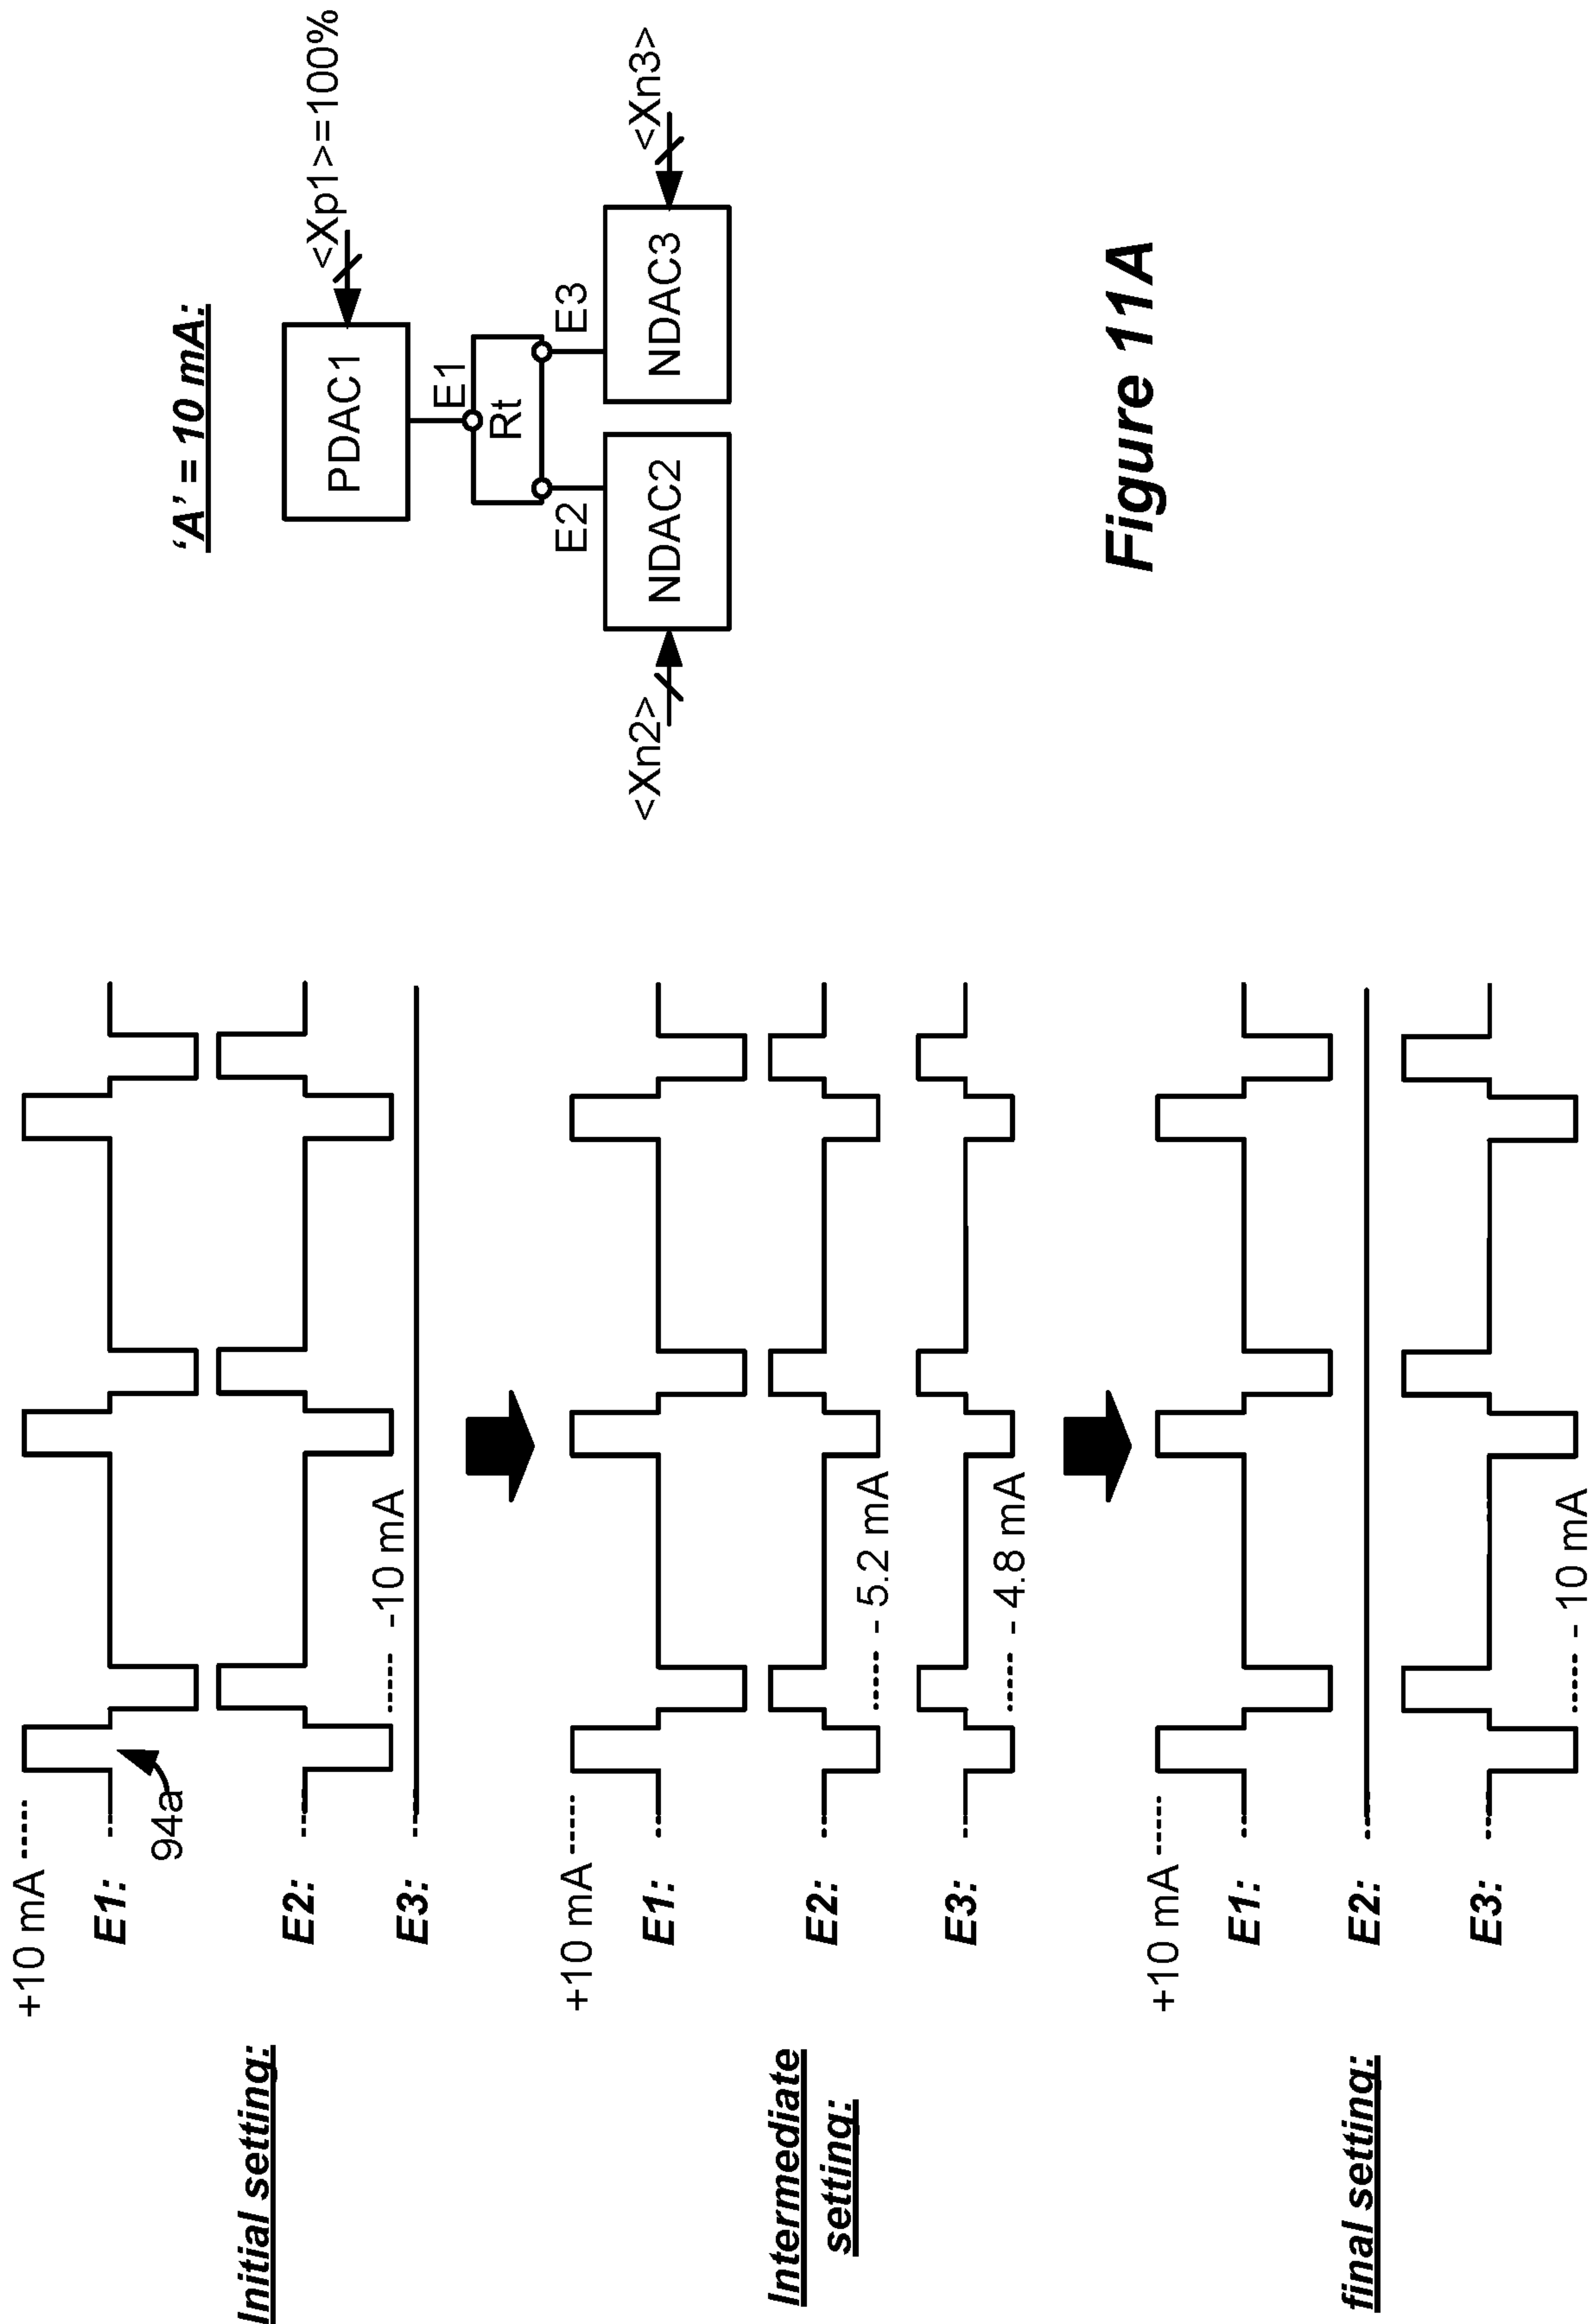 Initial setting:
+10 mA
E1:
94a
E2:
-10 mA
E3:
Intermediate
setting:
+10 mA
E1:
E2:
- 5.2 mA
E3:
- 4.8 mA
final setting:
+10 mA
E1:
E2:
E3:
- 10 mA
‘A’ = 10 mA:
PDAC1
<Xp1>=100%
E1
Rt
E2
E3
<Xn2>
NDAC2
NDAC3
<Xn3>
Figure 11A